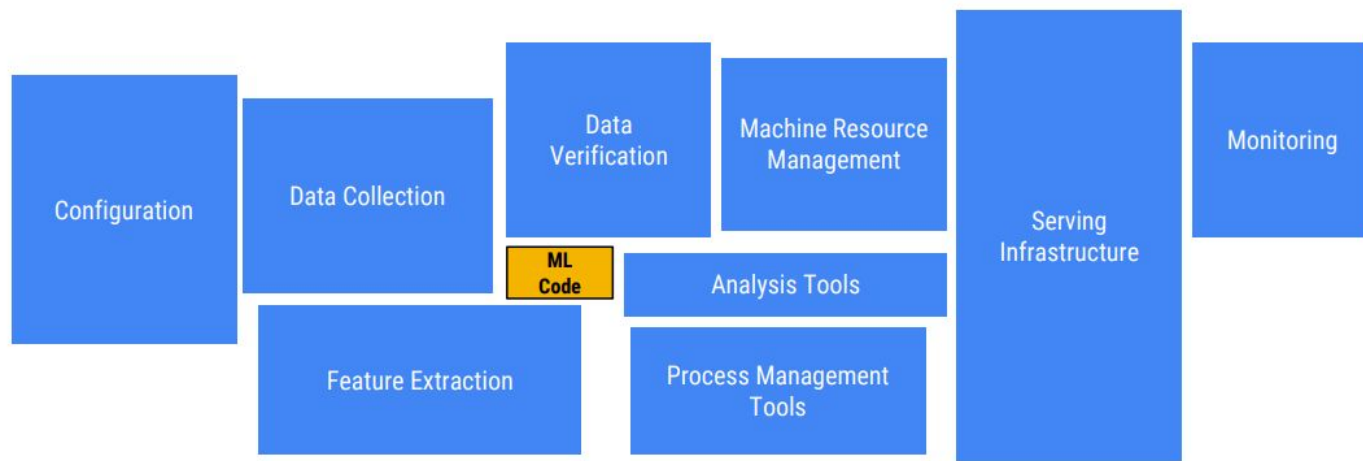 Configuration
Data Collection
Data
Verification
Machine Resource
Management
Serving
Infrastructure
Monitoring
ML
Code
Analysis Tools
Feature Extraction
Process Management
Tools